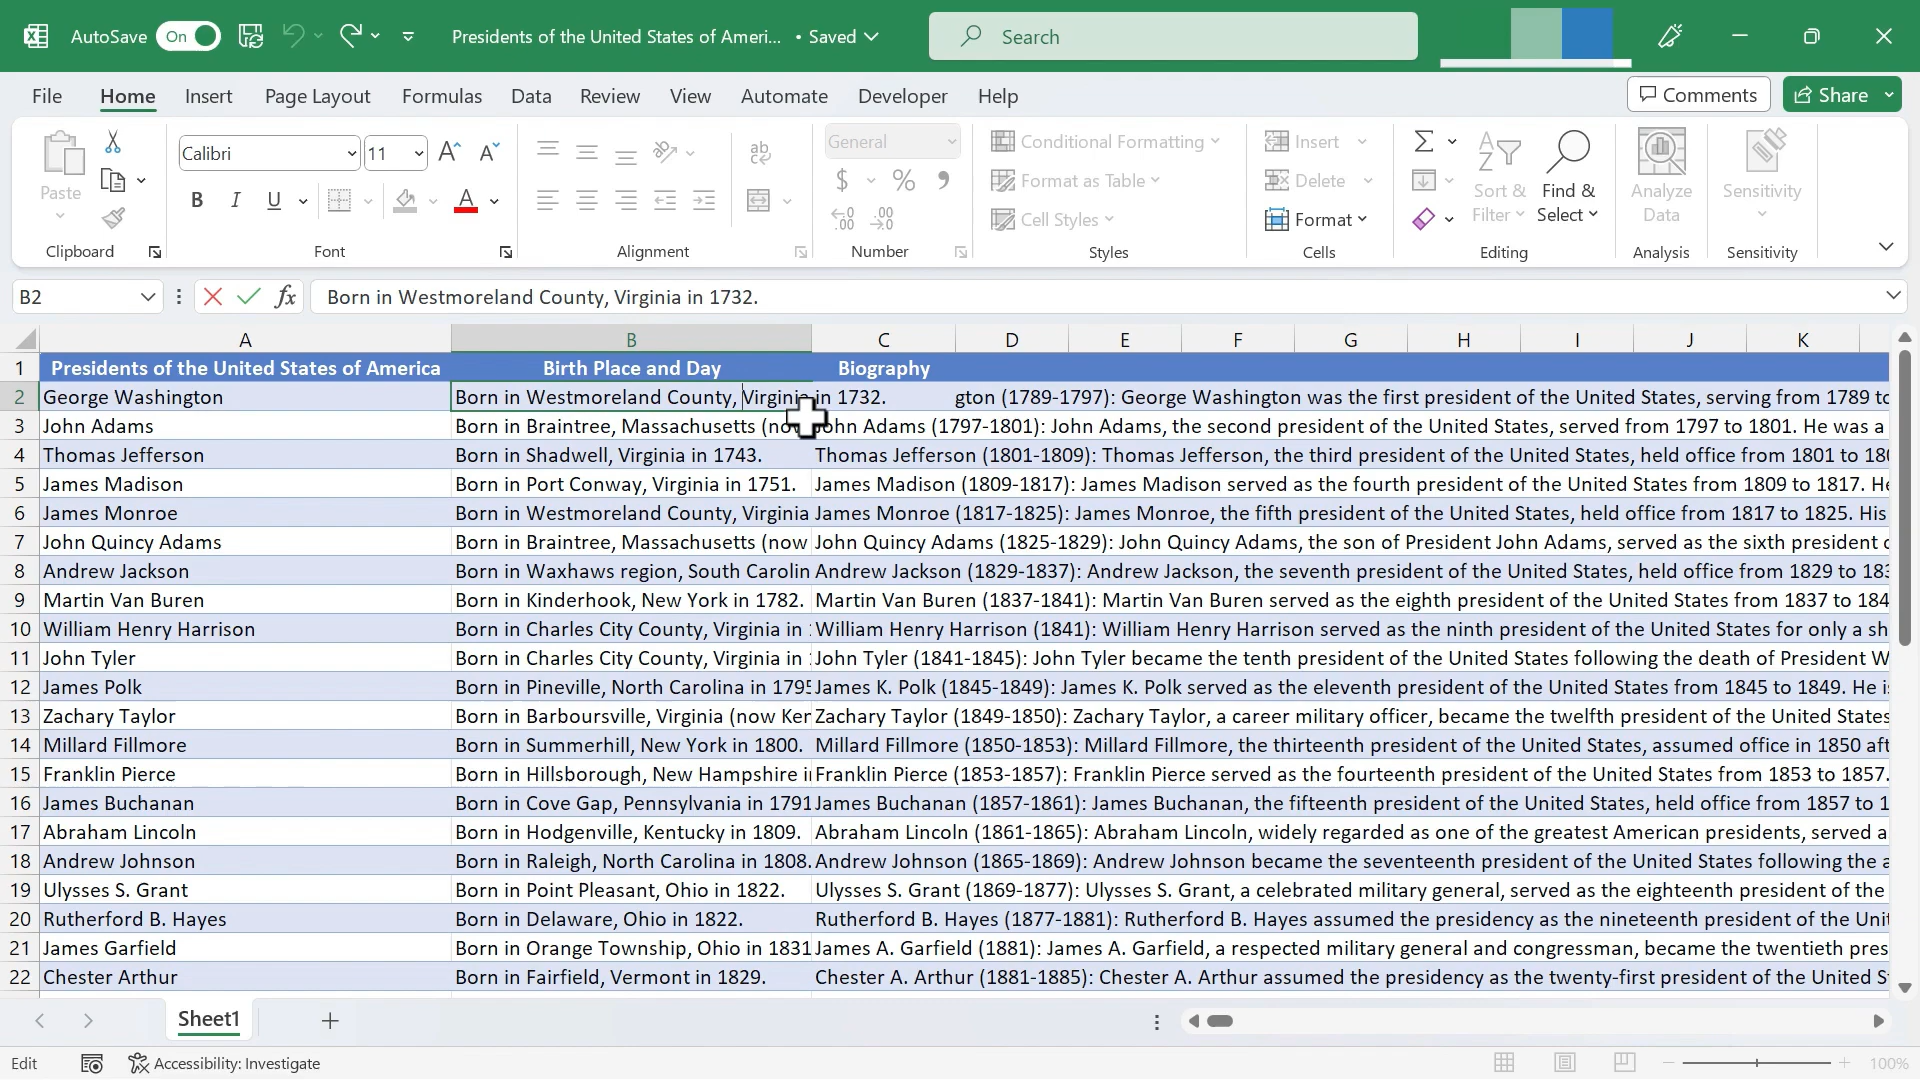 AutoSave On Presidents of the United States of Ameri... • Saved Search
File Home Insert Page Layout Formulas Data Review View Automate Developer Help Comments Share
Paste
Clipboard
Calibri 11
B I U A
Font
ab
Alignment
General
$ % ,
Number
Conditional Formatting
Format as Table
Cell Styles
Styles
Insert
Delete
Format
Cells
Sort & Filter
Find & Select
Editing
Analyze Data
Analysis
Sensitivity
Sensitivity
B2 fx Born in Westmoreland County, Virginia in 1732.
A B C D E F G H I J K
1 Presidents of the United States of America Birth Place and Day Biography
2 George Washington Born in Westmoreland County, Virginia in 1732. gton (1789-1797): George Washington was the first president of the United States, serving from 1789 to
3 John Adams Born in Braintree, Massachusetts (now John Adams (1797-1801): John Adams, the second president of the United States, served from 1797 to 1801. He was a
4 Thomas Jefferson Born in Shadwell, Virginia in 1743. Thomas Jefferson (1801-1809): Thomas Jefferson, the third president of the United States, held office from 1801 to 180
5 James Madison Born in Port Conway, Virginia in 1751. James Madison (1809-1817): James Madison served as the fourth president of the United States from 1809 to 1817. He
6 James Monroe Born in Westmoreland County, Virginia James Monroe (1817-1825): James Monroe, the fifth president of the United States, held office from 1817 to 1825. His
7 John Quincy Adams Born in Braintree, Massachusetts (now John Quincy Adams (1825-1829): John Quincy Adams, the son of President John Adams, served as the sixth president
8 Andrew Jackson Born in Waxhaws region, South Carolin Andrew Jackson (1829-1837): Andrew Jackson, the seventh president of the United States, held office from 1829 to 183
9 Martin Van Buren Born in Kinderhook, New York in 1782. Martin Van Buren (1837-1841): Martin Van Buren served as the eighth president of the United States from 1837 to 184
10 William Henry Harrison Born in Charles City County, Virginia in William Henry Harrison (1841): William Henry Harrison served as the ninth president of the United States for only a sh
11 John Tyler Born in Charles City County, Virginia in John Tyler (1841-1845): John Tyler became the tenth president of the United States following the death of President W
12 James Polk Born in Pineville, North Carolina in 1795 James K. Polk (1845-1849): James K. Polk served as the eleventh president of the United States from 1845 to 1849. He i
13 Zachary Taylor Born in Barboursville, Virginia (now Ker Zachary Taylor (1849-1850): Zachary Taylor, a career military officer, became the twelfth president of the United States
14 Millard Fillmore Born in Summerhill, New York in 1800. Millard Fillmore (1850-1853): Millard Fillmore, the thirteenth president of the United States, assumed office in 1850 aft
15 Franklin Pierce Born in Hillsborough, New Hampshire i Franklin Pierce (1853-1857): Franklin Pierce served as the fourteenth president of the United States from 1853 to 1857.
16 James Buchanan Born in Cove Gap, Pennsylvania in 1791 James Buchanan (1857-1861): James Buchanan, the fifteenth president of the United States, held office from 1857 to 1
17 Abraham Lincoln Born in Hodgenville, Kentucky in 1809. Abraham Lincoln (1861-1865): Abraham Lincoln, widely regarded as one of the greatest American presidents, served a
18 Andrew Johnson Born in Raleigh, North Carolina in 1808. Andrew Johnson (1865-1869): Andrew Johnson became the seventeenth president of the United States following the a
19 Ulysses S. Grant Born in Point Pleasant, Ohio in 1822. Ulysses S. Grant (1869-1877): Ulysses S. Grant, a celebrated military general, served as the eighteenth president of the
20 Rutherford B. Hayes Born in Delaware, Ohio in 1822. Rutherford B. Hayes (1877-1881): Rutherford B. Hayes assumed the presidency as the nineteenth president of the Unit
21 James Garfield Born in Orange Township, Ohio in 1831 James A. Garfield (1881): James A. Garfield, a respected military general and congressman, became the twentieth pres
22 Chester Arthur Born in Fairfield, Vermont in 1829. Chester A. Arthur (1881-1885): Chester A. Arthur assumed the presidency as the twenty-first president of the United S
Sheet1
Edit Accessibility: Investigate 100%